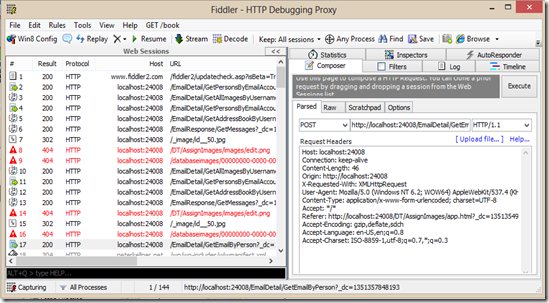 Fiddler - HTTP Debugging Proxy
File Edit Rules Tools View Help GET /book
Win8 Config Replay Resume Stream Decode Keep: All sessions Any Process Find Save Browse
Web Sessions <<
# Result Protocol Host URL
1 200 HTTP www.fiddler2.com /fiddler2/updatecheck.asp?isBeta=Tr
2 200 HTTP localhost:24008 /EmailDetail/GetPersonsByEmailAccou
3 200 HTTP localhost:24008 /EmailDetail/GetAllImagesByUsername
4 200 HTTP localhost:24008 /EmailDetail/GetPersonsByEmailAccou
5 200 HTTP localhost:24008 /EmailDetail/GetAddressBookByUsern
6 200 HTTP localhost:24008 /EmailResponse/GetMessages?_dc=1
7 302 HTTP localhost:24008 /_image/id__50.jpg
8 404 HTTP localhost:24008 /DT/AssignImages/images/edit.png
9 404 HTTP localhost:24008 /databaseimages/00000000-0000-00
10 200 HTTP localhost:24008 /EmailDetail/GetAllImagesByUsername
11 200 HTTP localhost:24008 /EmailDetail/GetPersonsByEmailAccou
12 200 HTTP localhost:24008 /EmailDetail/GetAddressBookByUsern
13 200 HTTP localhost:24008 /EmailResponse/GetMessages?_dc=1
14 404 HTTP localhost:24008 /DT/AssignImages/images/edit.png
15 302 HTTP localhost:24008 /_image/id__50.jpg
16 404 HTTP localhost:24008 /databaseimages/00000000-0000-00
17 200 HTTP localhost:24008 /EmailDetail/GetEmailByPerson?_dc=
ALT+Q > type HELP...
Capturing All Processes 1 / 144 http://localhost:24008/EmailDetail/GetEmailByPerson?_dc=1351357848193
Statistics Inspectors AutoResponder
Composer Filters Log Timeline
Use this page to compose a HTTP Request. You can clone a prior
request by dragging and dropping a session from the Web
Sessions list.
Execute
Parsed Raw Scratchpad Options
POST http://localhost:24008/EmailDetail/GetEm HTTP/1.1
Request Headers [ Upload file... ] Help...
Host: localhost:24008
Connection: keep-alive
Content-Length: 46
Origin: http://localhost:24008
X-Requested-With: XMLHttpRequest
User-Agent: Mozilla/5.0 (Windows NT 6.2; WOW64) AppleWebKit/537.4 (KH
Content-Type: application/x-www-form-urlencoded; charset=UTF-8
Accept: */*
Referer: http://localhost:24008/DT/AssignImages/app.html?_dc=13513549
Accept-Encoding: gzip,deflate,sdch
Accept-Language: en-US,en;q=0.8
Accept-Charset: ISO-8859-1,utf-8;q=0.7,*;q=0.3